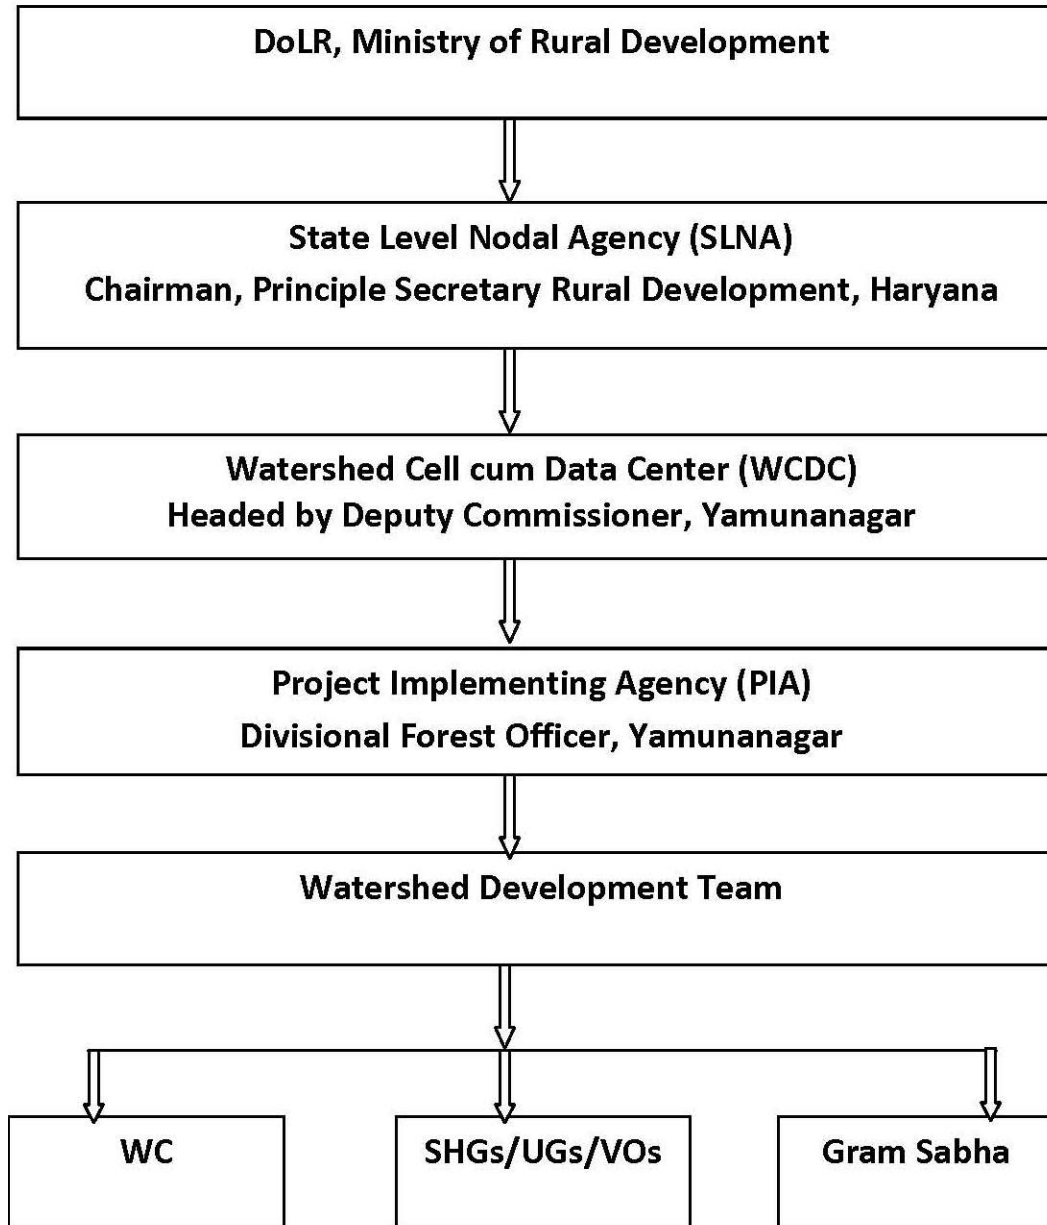 DoLR, Ministry of Rural Development
State Level Nodal Agency (SLNA)
Chairman, Principle Secretary Rural Development, Haryana
Watershed Cell cum Data Center (WCDC)
Headed by Deputy Commissioner, Yamunanagar
Project Implementing Agency (PIA)
Divisional Forest Officer, Yamunanagar
Watershed Development Team
WC
SHGs/UGs/VOs
Gram Sabha